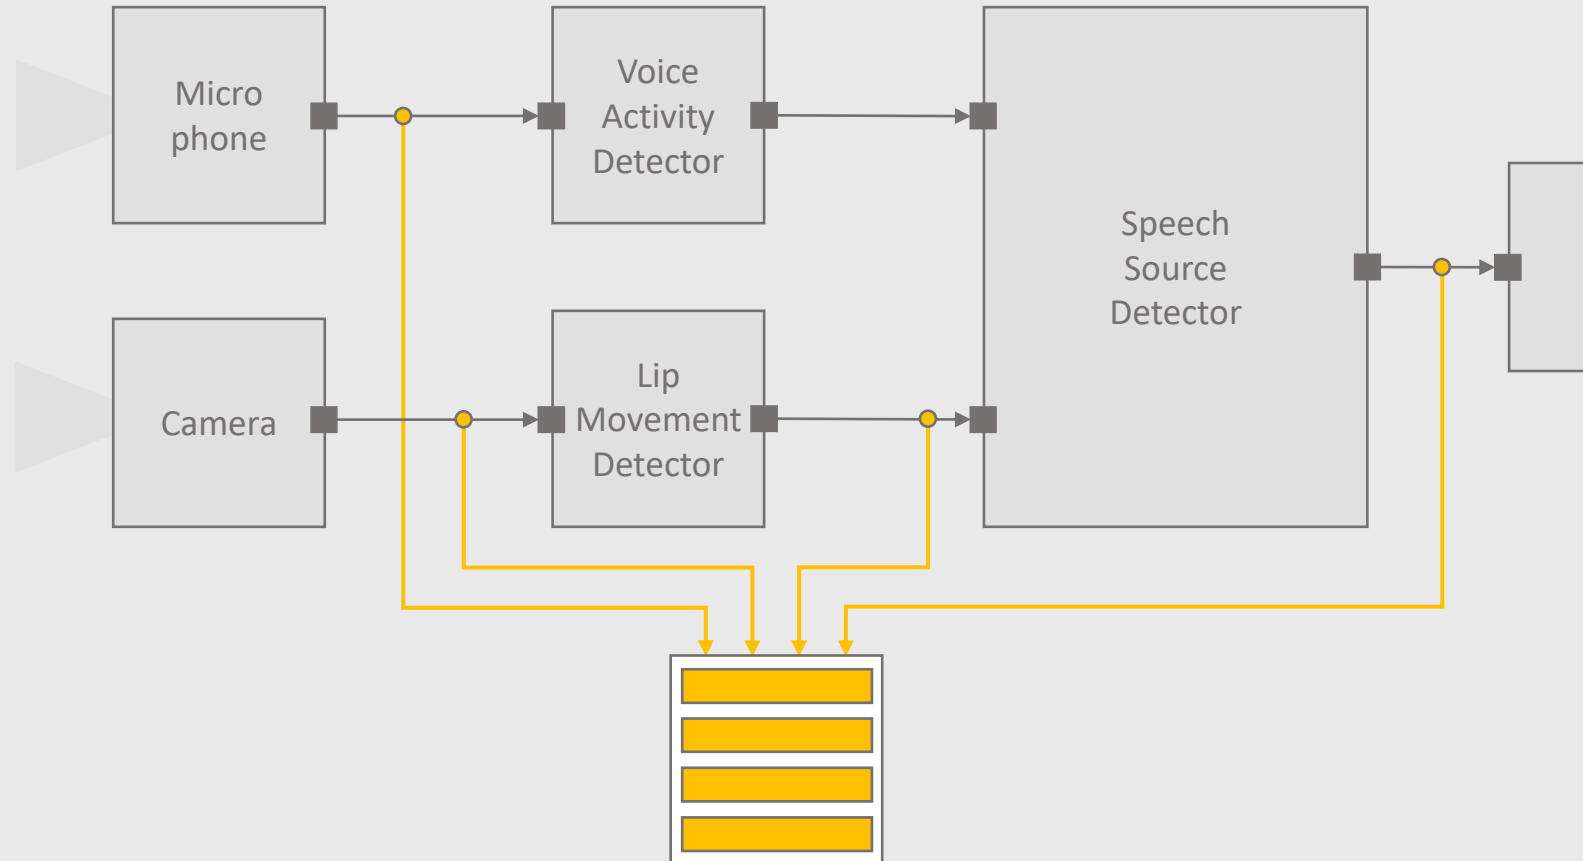 Micro
phone
Voice
Activity
Detector
Speech
Source
Detector
Camera
Lip
Movement
Detector